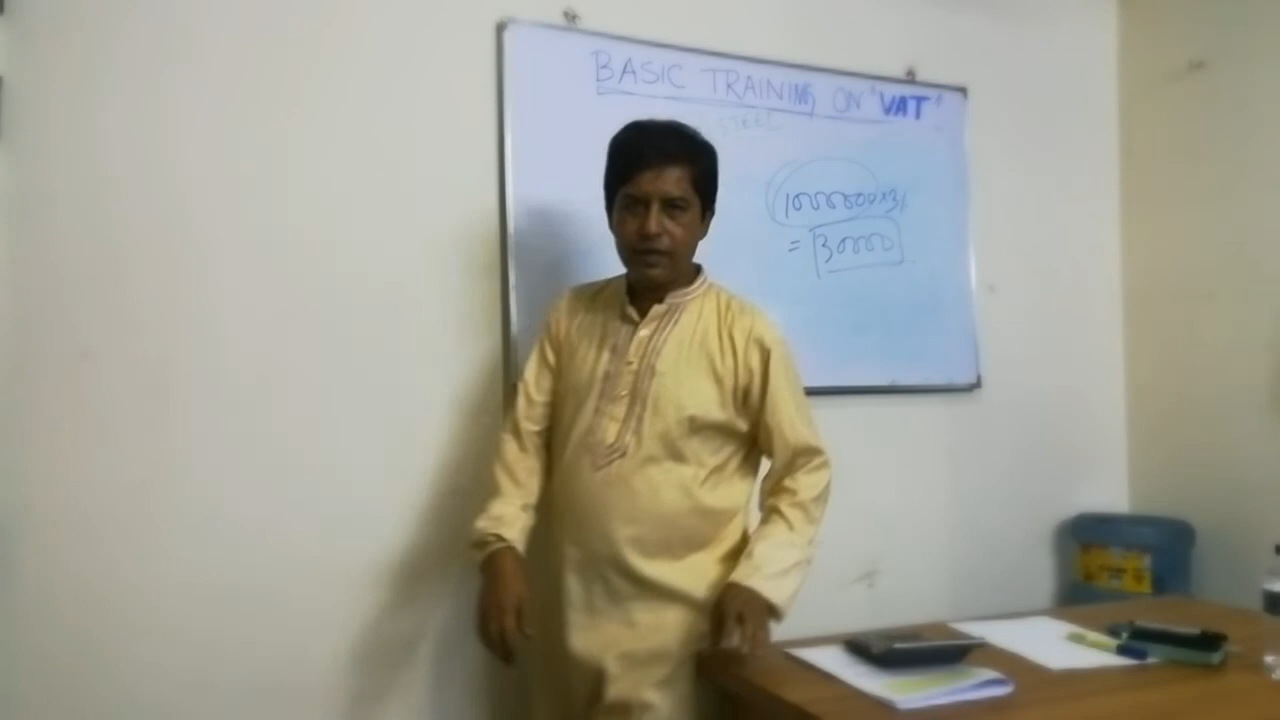 BASIC TRAINING ON "VAT"
1000000×3%
= 30000